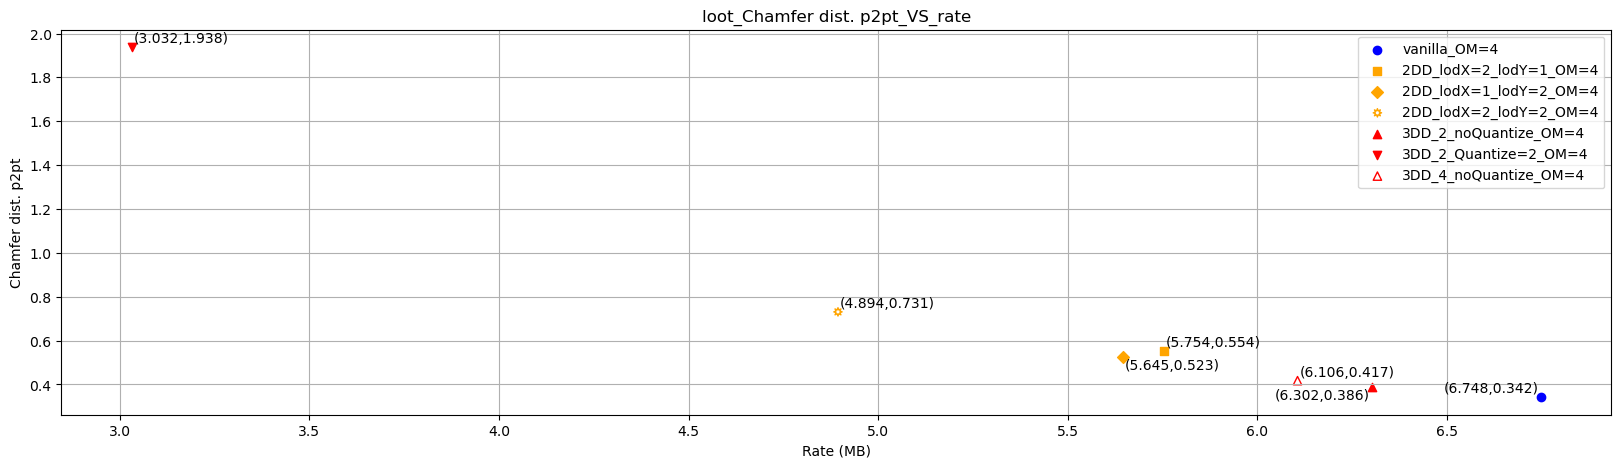 loot_Chamfer dist. p2pt_VS_rate
Chamfer dist. p2pt
2.0
1.8
1.6
1.4
1.2
1.0
0.8
0.6
0.4
(3.032,1.938)
(4.894,0.731)
(5.754,0.554)
(5.645,0.523)
(6.106,0.417)
(6.302,0.386)
(6.748,0.342)
vanilla_OM=4
2DD_lodX=2_lodY=1_OM=4
2DD_lodX=1_lodY=2_OM=4
2DD_lodX=2_lodY=2_OM=4
3DD_2_noQuantize_OM=4
3DD_2_Quantize=2_OM=4
3DD_4_noQuantize_OM=4
3.0 3.5 4.0 4.5 5.0 5.5 6.0 6.5
Rate (MB)